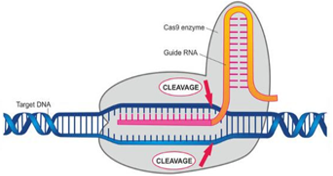 Cas9 enzyme
Guide RNA
CLEAVAGE
Target DNA
CLEAVAGE